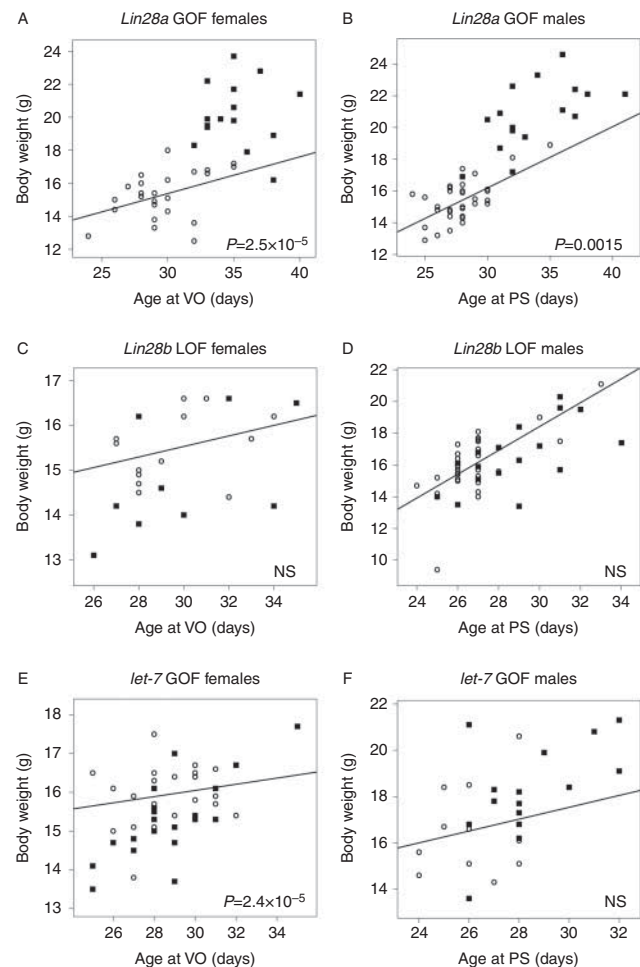 A Lin28a GOF females
Body weight (g)
24
22
20
18
16
14
12
P=2.5×10⁻⁵
25 30 35 40
Age at VO (days)
B Lin28a GOF males
Body weight (g)
24
22
20
18
16
14
12
P=0.0015
25 30 35 40
Age at PS (days)
C Lin28b LOF females
Body weight (g)
17
16
15
14
13
NS
26 28 30 32 34
Age at VO (days)
D Lin28b LOF males
Body weight (g)
22
20
18
16
14
12
10
NS
24 26 28 30 32 34
Age at PS (days)
E let-7 GOF females
Body weight (g)
18
17
16
15
14
13
P=2.4×10⁻⁵
26 28 30 32 34
Age at VO (days)
F let-7 GOF males
Body weight (g)
22
20
18
16
14
NS
24 26 28 30 32
Age at PS (days)